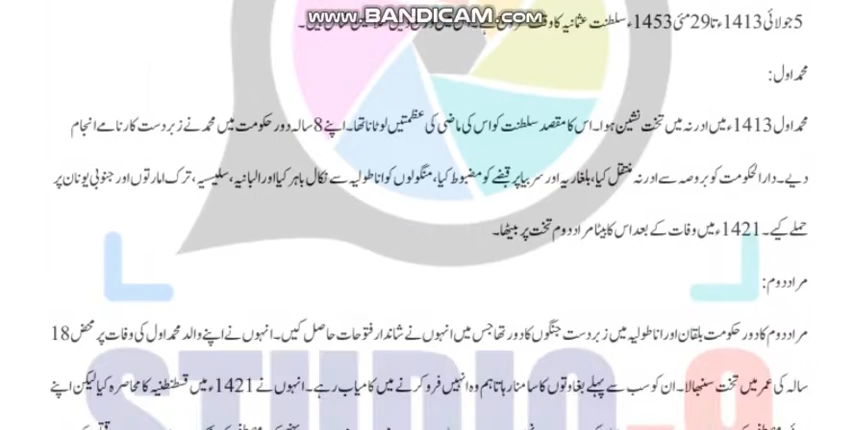 www.BANDICAM.com
5 جولائی 1413ء تا 29 مئی 1453ء سلطنت عثمانیہ کا وقت
محمد اول:
محمد اول 1413ء میں ادرنہ میں تخت نشین ہوا۔ اس کا مقصد سلطنت کو اس کی ماضی کی عظمتیں لوٹانا تھا۔ اپنے 8 سالہ دور حکومت میں محمد نے زبردست کارنامے انجام
دیے۔ دارالحکومت کو بروصہ سے ادرنہ منتقل کیا، بلغاریہ اور سربیا پر قبضے کو مضبوط کیا، منگولوں کو اناطولیہ سے نکال باہر کیا اور البانیہ، سلیسیہ، ترک امارتوں اور جنوبی یونان پر
حملے کیے۔ 1421ء میں وفات کے بعد اس کا بیٹا مراد دوم تخت پر بیٹھا۔
مراد دوم:
مراد دوم کا دور حکومت بلقان اور اناطولیہ میں زبردست جنگوں کا دور تھا جس میں انہوں نے شاندار فتوحات حاصل کیں۔ انہوں نے اپنے والد محمد اول کی وفات پر محض 18
سالہ کی عمر میں تخت سنبھالا۔ ان کو سب سے پہلے بغاوتوں کا سامنا رہا تاہم وہ انہیں فرو کرنے میں کامیاب رہے۔ انہوں نے 1421ء میں قسطنطنیہ کا محاصرہ کیا لیکن اپنے
STUDIO-9